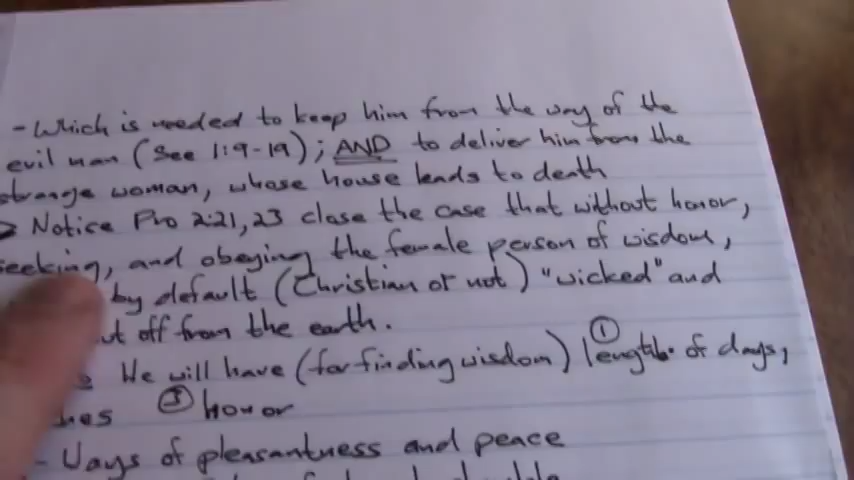 - Which is needed to keep him from the way of the
evil man (See 1:9-19); AND to deliver him from the
strange woman, whose house leads to death
Notice Pro 2:21,23 close the case that without honor,
seeking, and obeying the female person of wisdom,
by default (Christian or not) "wicked" and
ut off from the earth.
He will have (for finding wisdom) ① length of days,
hes ③ honor
- Ways of pleasantness and peace